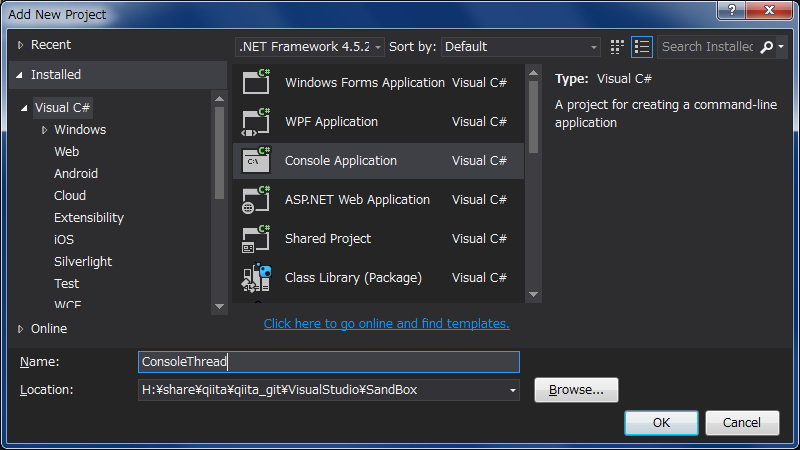 Add New Project
Recent
Installed
Visual C#
Windows
Web
Android
Cloud
Extensibility
iOS
Silverlight
Test
WCF
Online
.NET Framework 4.5.2
Sort by:
Default
Search Installed
C#
Windows Forms Application Visual C#
C#
WPF Application Visual C#
C#
C:\
Console Application Visual C#
C#
ASP.NET Web Application Visual C#
C#
Shared Project Visual C#
Class Library (Package) Visual C#
Click here to go online and find templates.
Type: Visual C#
A project for creating a command-line
application
Name:
ConsoleThread
Location:
H:¥share¥qiita¥qiita_git¥VisualStudio¥SandBox
Browse...
OK
Cancel